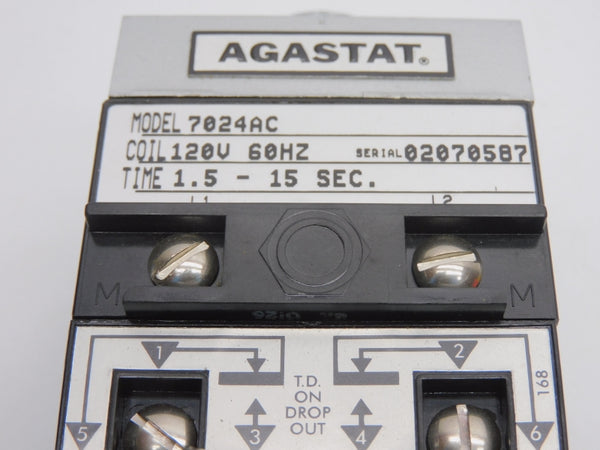 AGASTAT®
MODEL 7024AC
COIL 120V 60HZ SERIAL 02070587
TIME 1.5 - 15 SEC.
L1 L2
M M
1 2
T.D.
ON
DROP
OUT
168
5 3 4 6